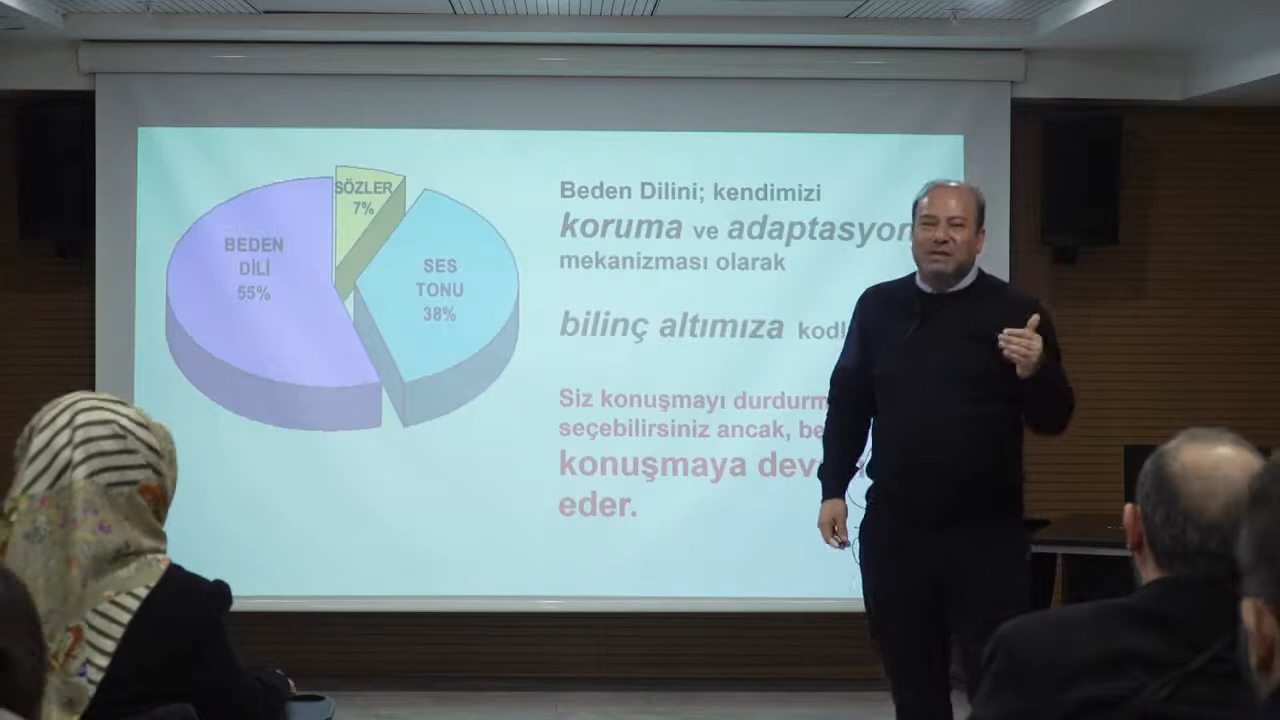 SÖZLER
7%
BEDEN
DİLİ
55%
SES
TONU
38%
Beden Dilini; kendimizi
koruma ve adaptasyon
mekanizması olarak
bilinç altımıza
Siz konuşmayı
seçebilirsiniz ancak,
konuşmaya
eder.